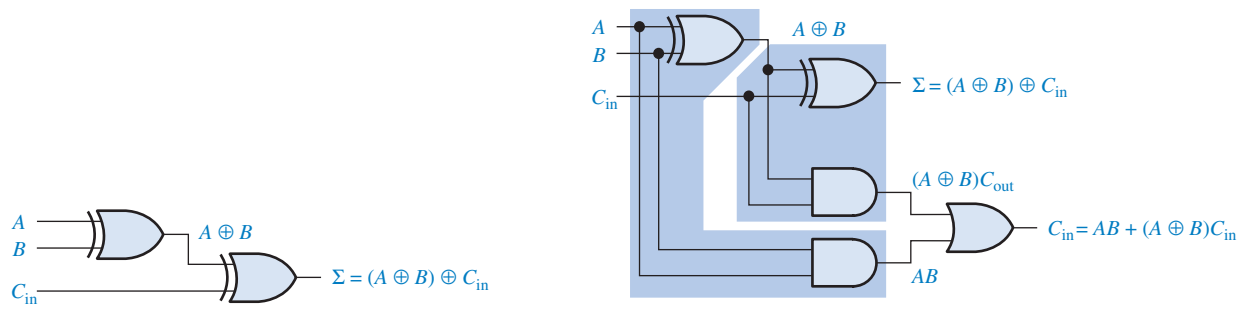 A
B
A ⊕ B
C_in
Σ = (A ⊕ B) ⊕ C_in
A
B
A ⊕ B
C_in
Σ = (A ⊕ B) ⊕ C_in
(A ⊕ B)C_out
C_in = AB + (A ⊕ B)C_in
AB